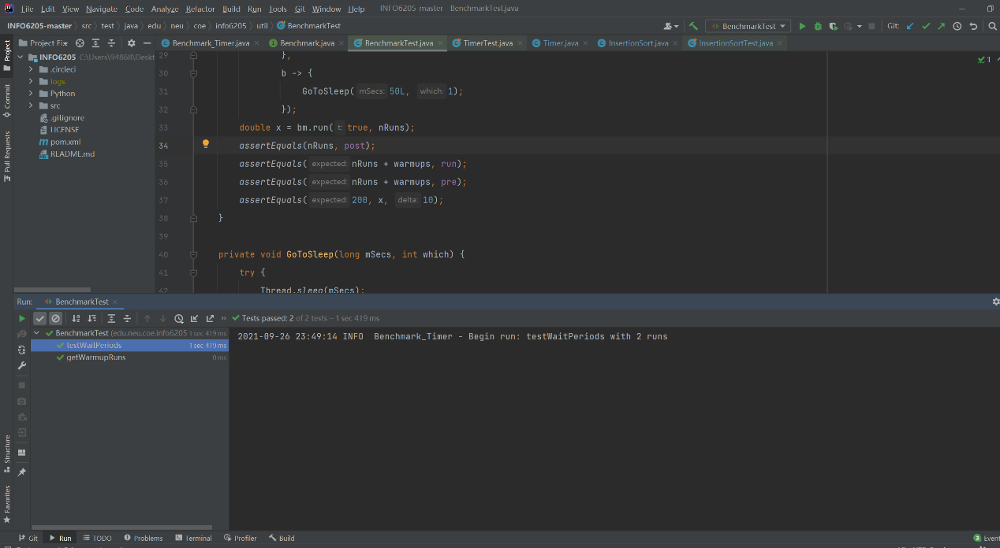 File Edit View Navigate Code Analyze Refactor Build Run Tools Git Window Help INFO6205-master - BenchmarkTest.java
INFO6205-master src test java edu neu coe info6205 util BenchmarkTest BenchmarkTest Git:
Project Fi Benchmark_Timer.java Benchmark.java BenchmarkTest.java TimerTest.java Timer.java InsertionSort.java InsertionSortTest.java
Project
Commit
Pull Requests
Structure
Favorites
INFO6205 C:\Users\94868\Deskt
.circleci
logs
Python
src
.gitignore
LICENSE
pom.xml
README.md
1
29 },
30 b -> {
31 GoToSleep( mSecs: 50L, which: 1);
32 });
33 double x = bm.run( t: true, nRuns);
34 assertEquals(nRuns, post);
35 assertEquals( expected: nRuns + warmups, run);
36 assertEquals( expected: nRuns + warmups, pre);
37 assertEquals( expected: 200, x, delta: 10);
38 }
39
40 private void GoToSleep(long mSecs, int which) {
41 try {
42 Thread.sleep(mSecs);
Run: BenchmarkTest
Tests passed: 2 of 2 tests – 1 sec 419 ms
BenchmarkTest (edu.neu.coe.info6205 1 sec 419 ms
testWaitPeriods 1 sec 419 ms
getWarmupRuns 0 ms
2021-09-26 23:49:14 INFO Benchmark_Timer - Begin run: testWaitPeriods with 2 runs
Git Run TODO Problems Terminal Profiler Build 3 Event